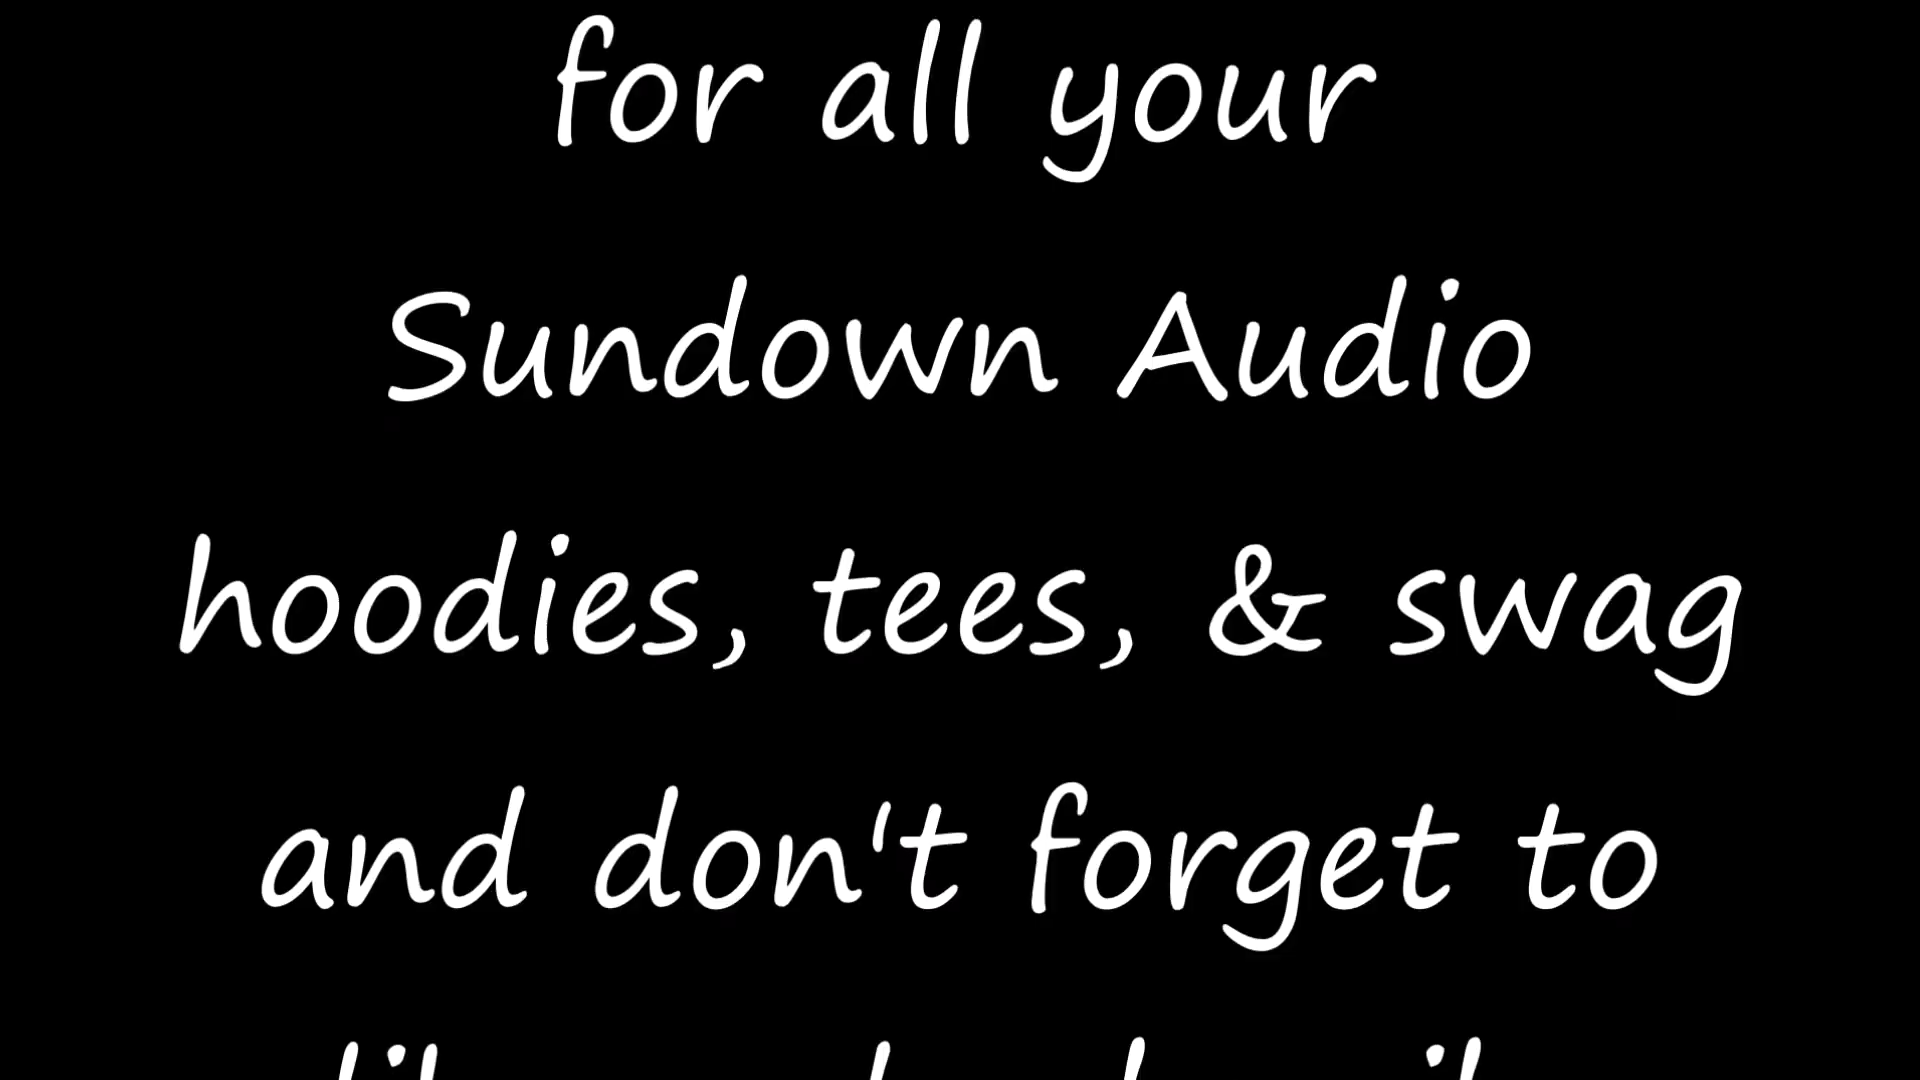 for all your
Sundown Audio
hoodies, tees, & swag
and don't forget to